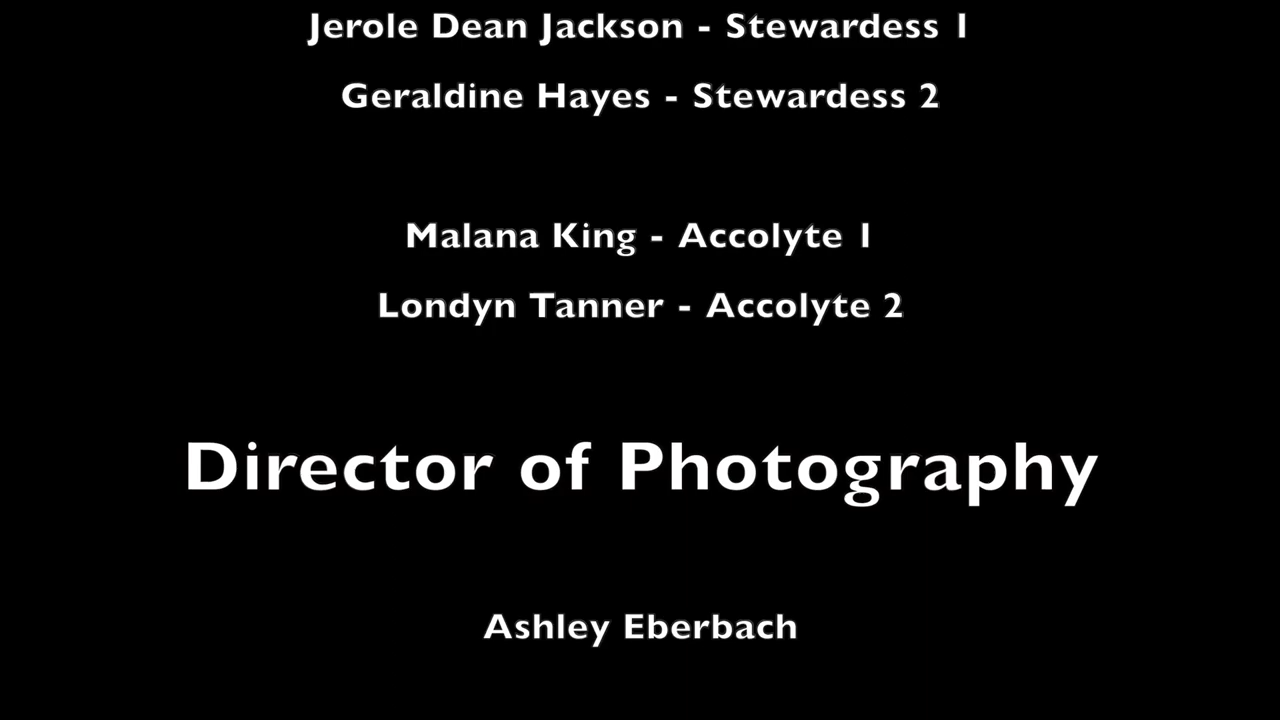 Jerole Dean Jackson - Stewardess 1
Geraldine Hayes - Stewardess 2
Malana King - Accolyte 1
Londyn Tanner - Accolyte 2
Director of Photography
Ashley Eberbach